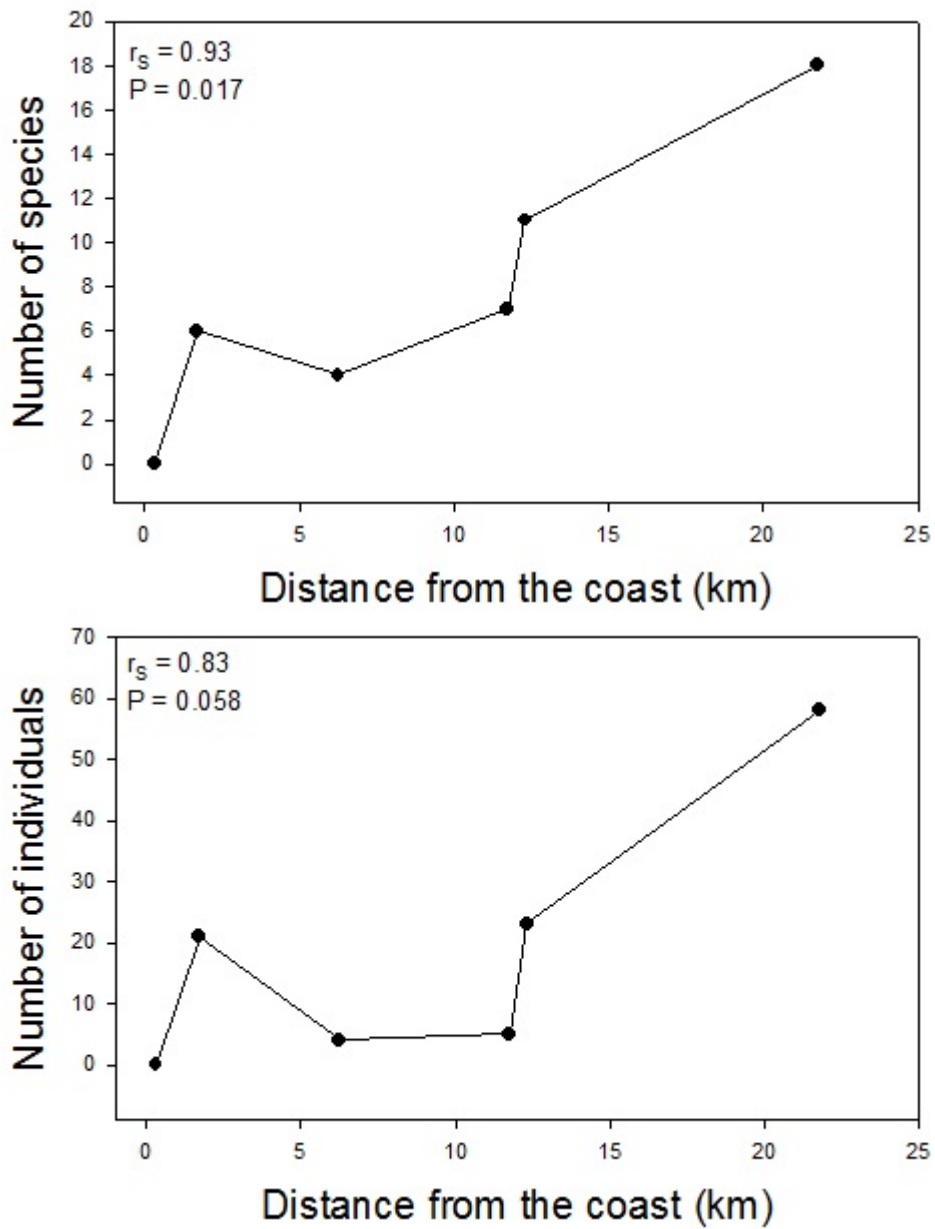 20
18
16
14
12
10
8
6
4
2
0
Number of species
rS = 0.93
P = 0.017
0 5 10 15 20 25
Distance from the coast (km)
70
60
50
40
30
20
10
0
Number of individuals
rS = 0.83
P = 0.058
0 5 10 15 20 25
Distance from the coast (km)